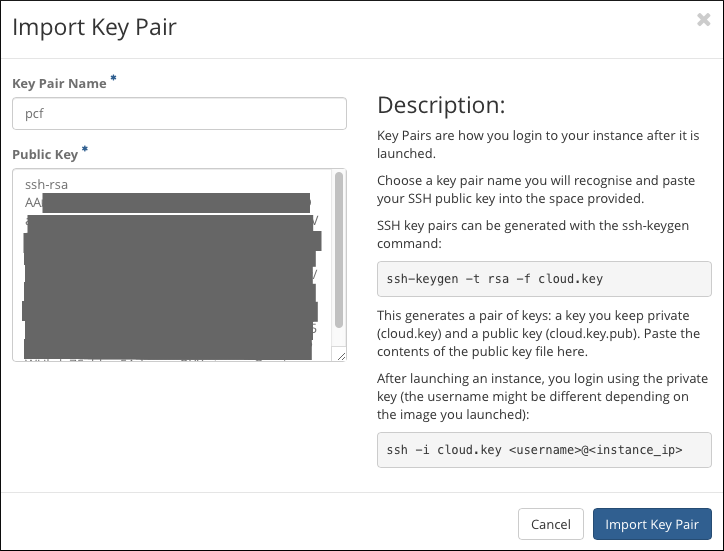 Import Key Pair
Key Pair Name *
pcf
Public Key *
ssh-rsa
Description:
Key Pairs are how you login to your instance after it is
launched.
Choose a key pair name you will recognise and paste
your SSH public key into the space provided.
SSH key pairs can be generated with the ssh-keygen
command:
ssh-keygen -t rsa -f cloud.key
This generates a pair of keys: a key you keep private
(cloud.key) and a public key (cloud.key.pub). Paste the
contents of the public key file here.
After launching an instance, you login using the private
key (the username might be different depending on
the image you launched):
ssh -i cloud.key <username>@<instance_ip>
Cancel
Import Key Pair